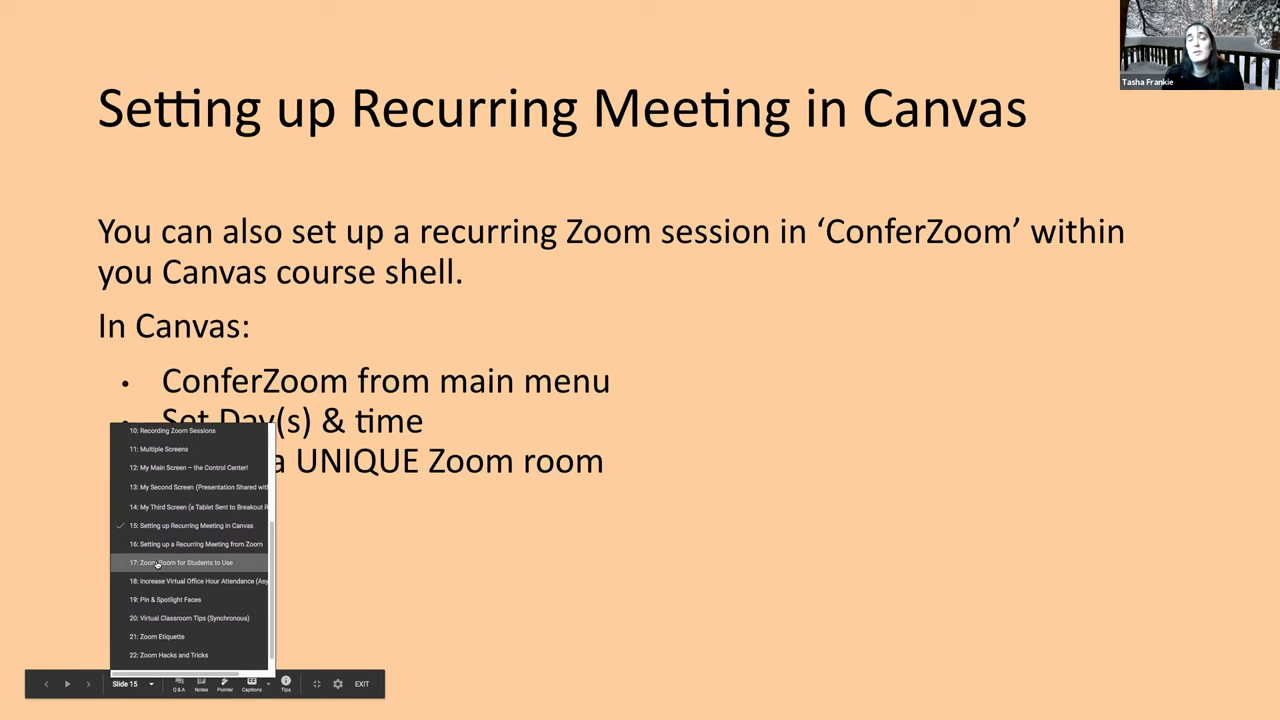 Tasha Frankie
Setting up Recurring Meeting in Canvas
You can also set up a recurring Zoom session in ‘ConferZoom’ within
you Canvas course shell.
In Canvas:
• ConferZoom from main menu
• Set Day(s) & time
a UNIQUE Zoom room
10: Recording Zoom Sessions
11: Multiple Screens
12: My Main Screen – the Control Center!
13: My Second Screen (Presentation Shared with
14: My Third Screen (a Tablet Sent to Breakout R
15: Setting up Recurring Meeting in Canvas
16: Setting up a Recurring Meeting from Zoom
17: Zoom Room for Students to Use
18: Increase Virtual Office Hour Attendance (Asy
19: Pin & Spotlight Faces
20: Virtual Classroom Tips (Synchronous)
21: Zoom Etiquette
22: Zoom Hacks and Tricks
Slide 15 Q & A Notes Pointer Captions Tips EXIT